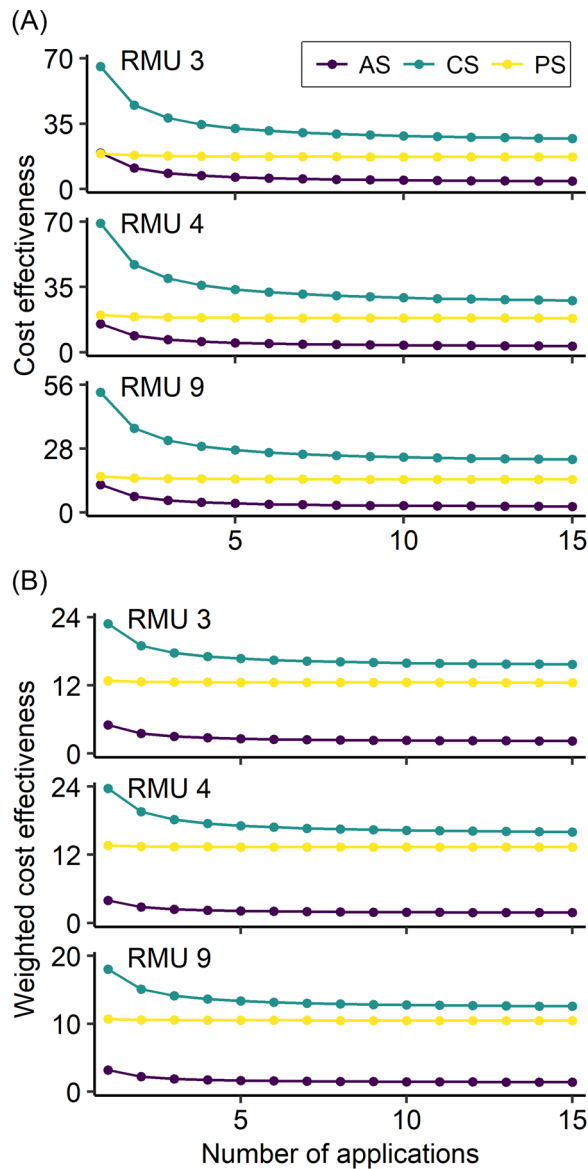 (A)
Cost effectiveness
RMU 3
AS CS PS
70
35
0
RMU 4
70
35
0
RMU 9
56
28
0
5 10 15
(B)
Weighted cost effectiveness
RMU 3
24
12
0
RMU 4
24
12
0
RMU 9
20
10
0
5 10 15
Number of applications